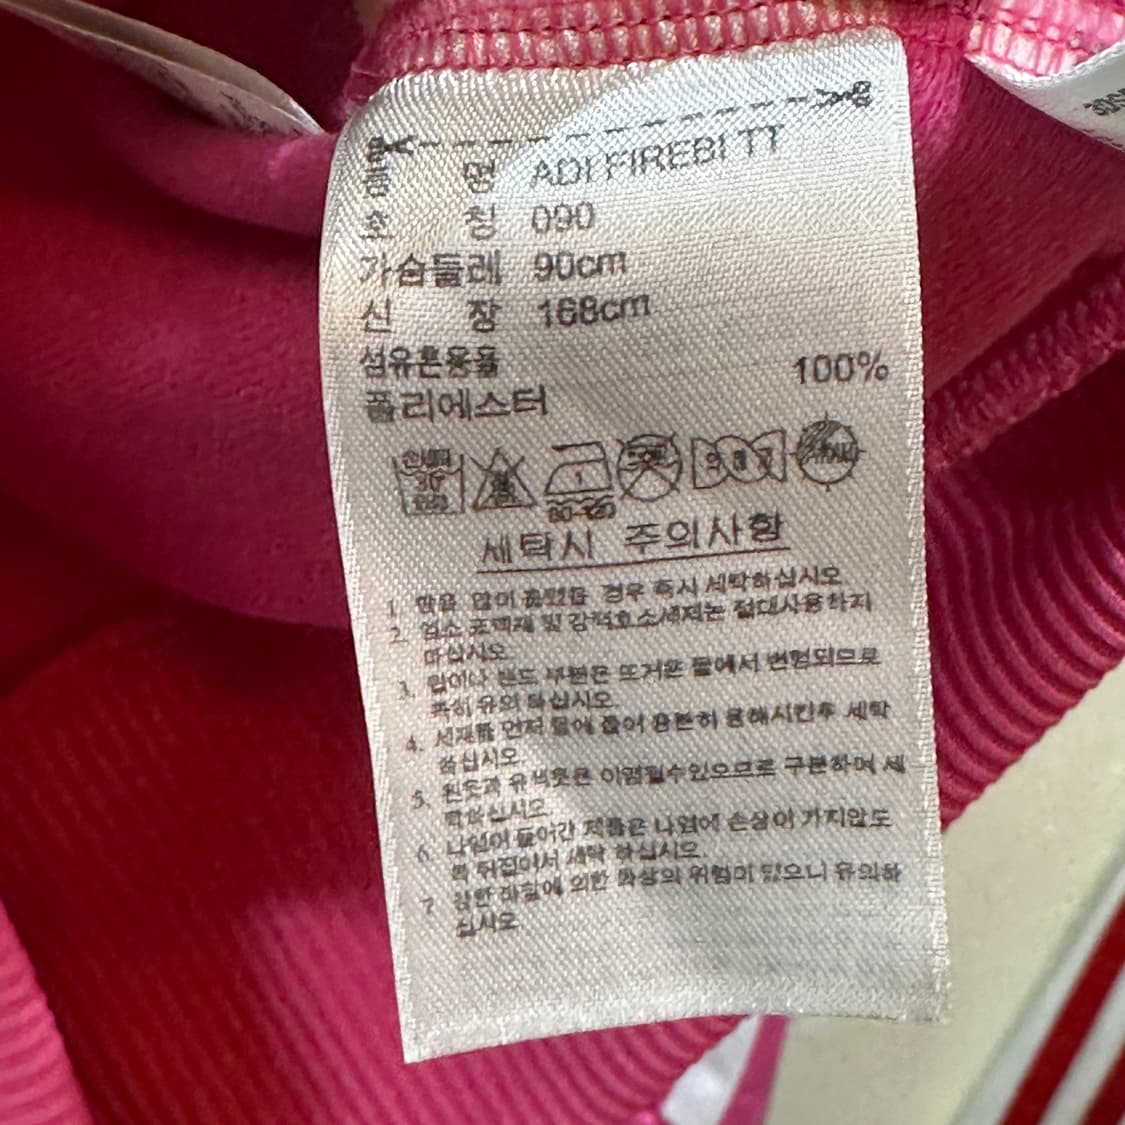 품 명 ADI FIREBI TT
호 칭 090
가슴둘레 90cm
신 장 168cm
섬유혼용율
폴리에스터 100%
80-120
세탁시 주의사항
1. 땀을 많이 흘렸을 경우 즉시 세탁하십시오
2. 염소 표백제 및 강력효소세제는 절대사용하지
마십시오
3. 립이나 밴드 부분은 뜨거운 물에서 변형되므로
특히 유의 하십시오
4. 세제를 먼저 물에 풀어 충분히 용해시킨후 세탁
하십시오
5. 흰옷과 유색옷은 이염될수있으므로 구분하여 세
탁하십시오
6. 나염이 들어간 제품은 나염에 손상이 가지않도
록 뒤집어서 세탁 하십시오
7. 강한 마찰에 의한 화상의 위험이 있으니 유의하
십시오